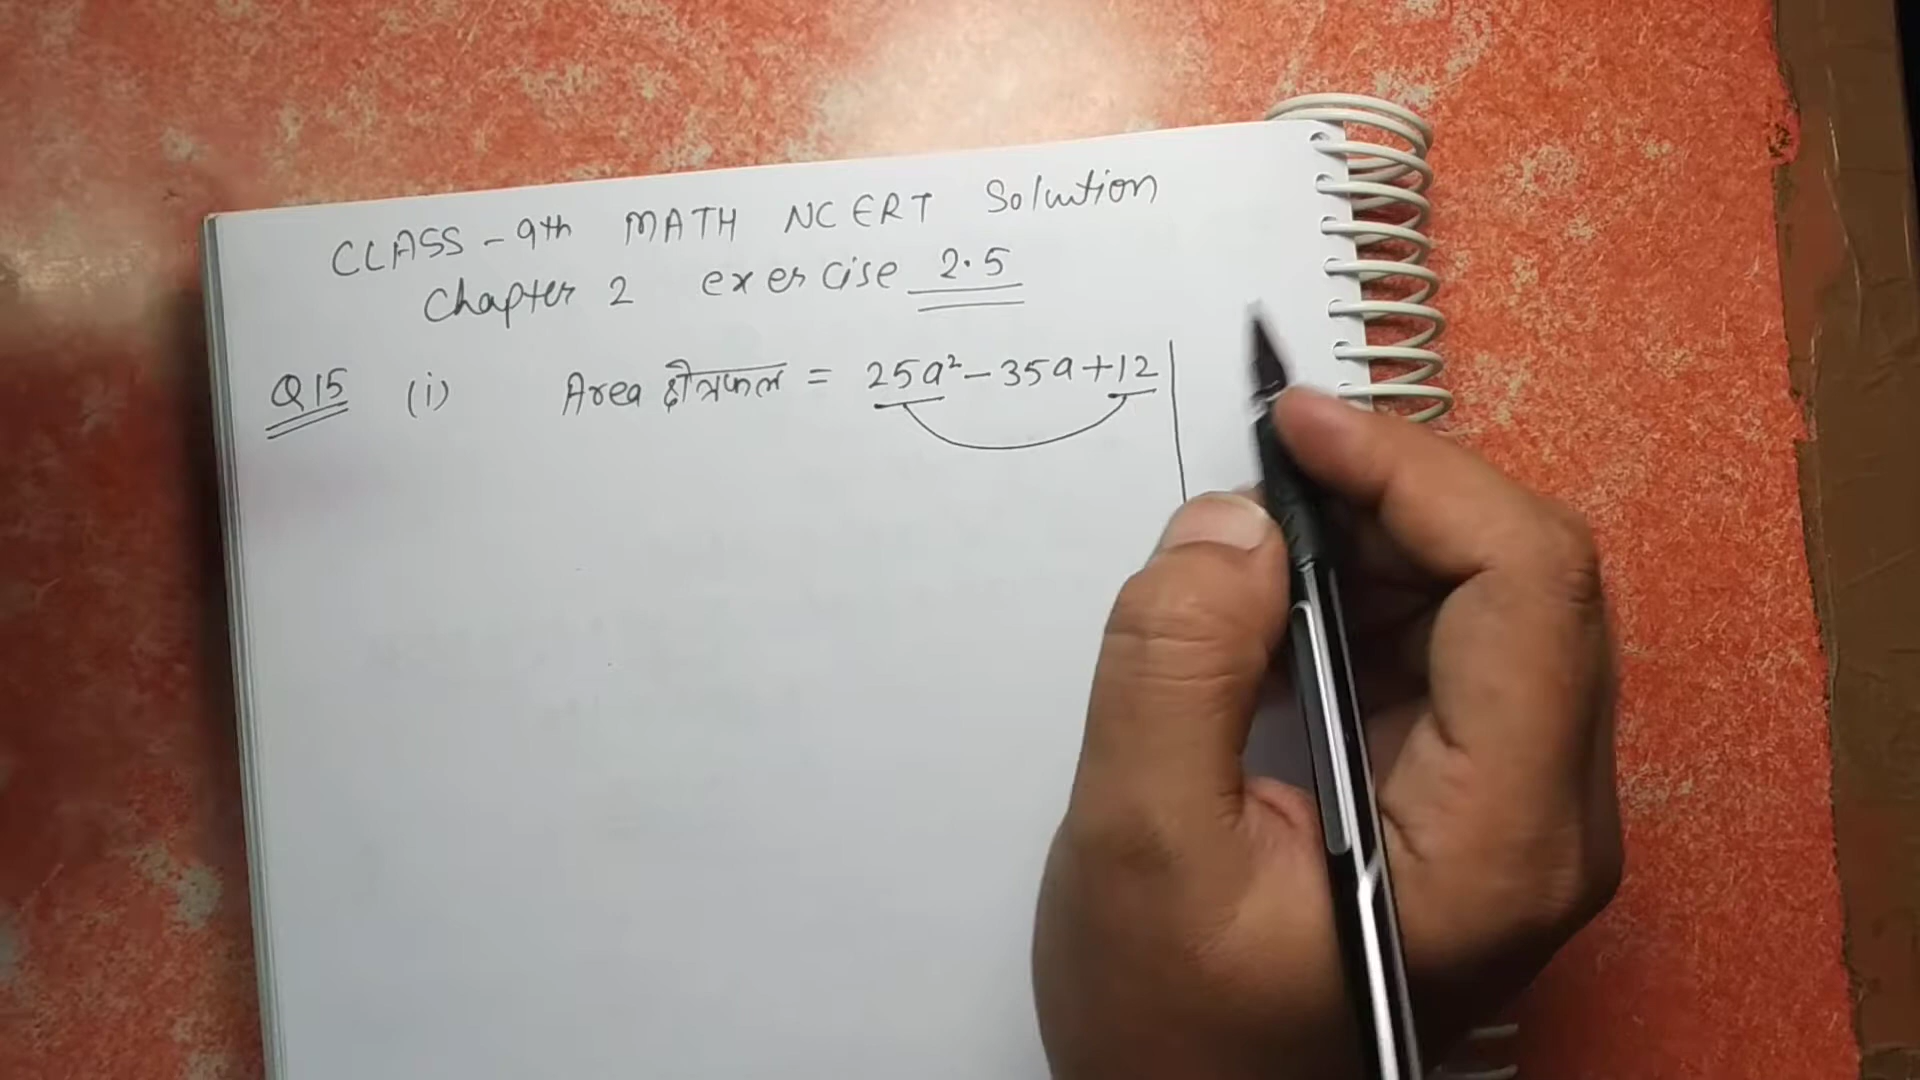 CLASS - 9th MATH NCERT Solution
Chapter 2 exercise 2.5
Q15 (i) Area क्षेत्रफल = 25a² - 35a + 12